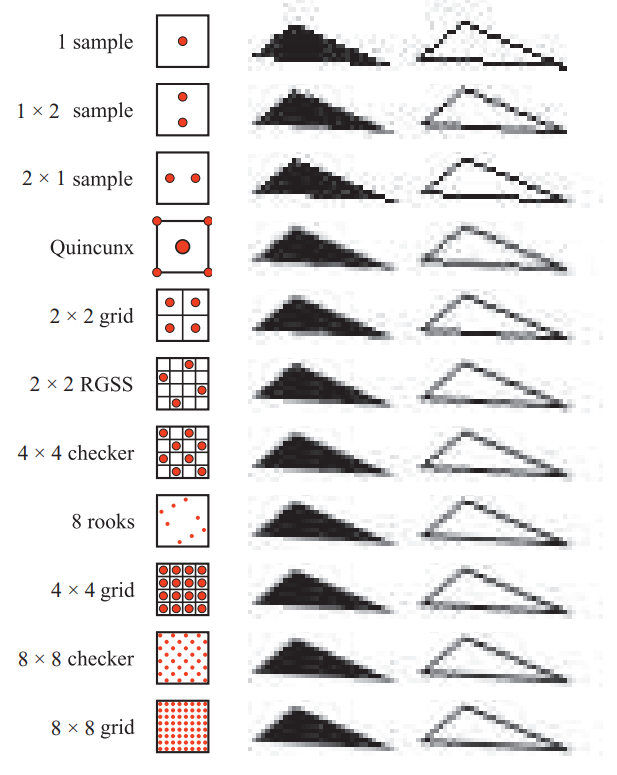 1 sample
1 × 2 sample
2 × 1 sample
Quincunx
2 × 2 grid
2 × 2 RGSS
4 × 4 checker
8 rooks
4 × 4 grid
8 × 8 checker
8 × 8 grid